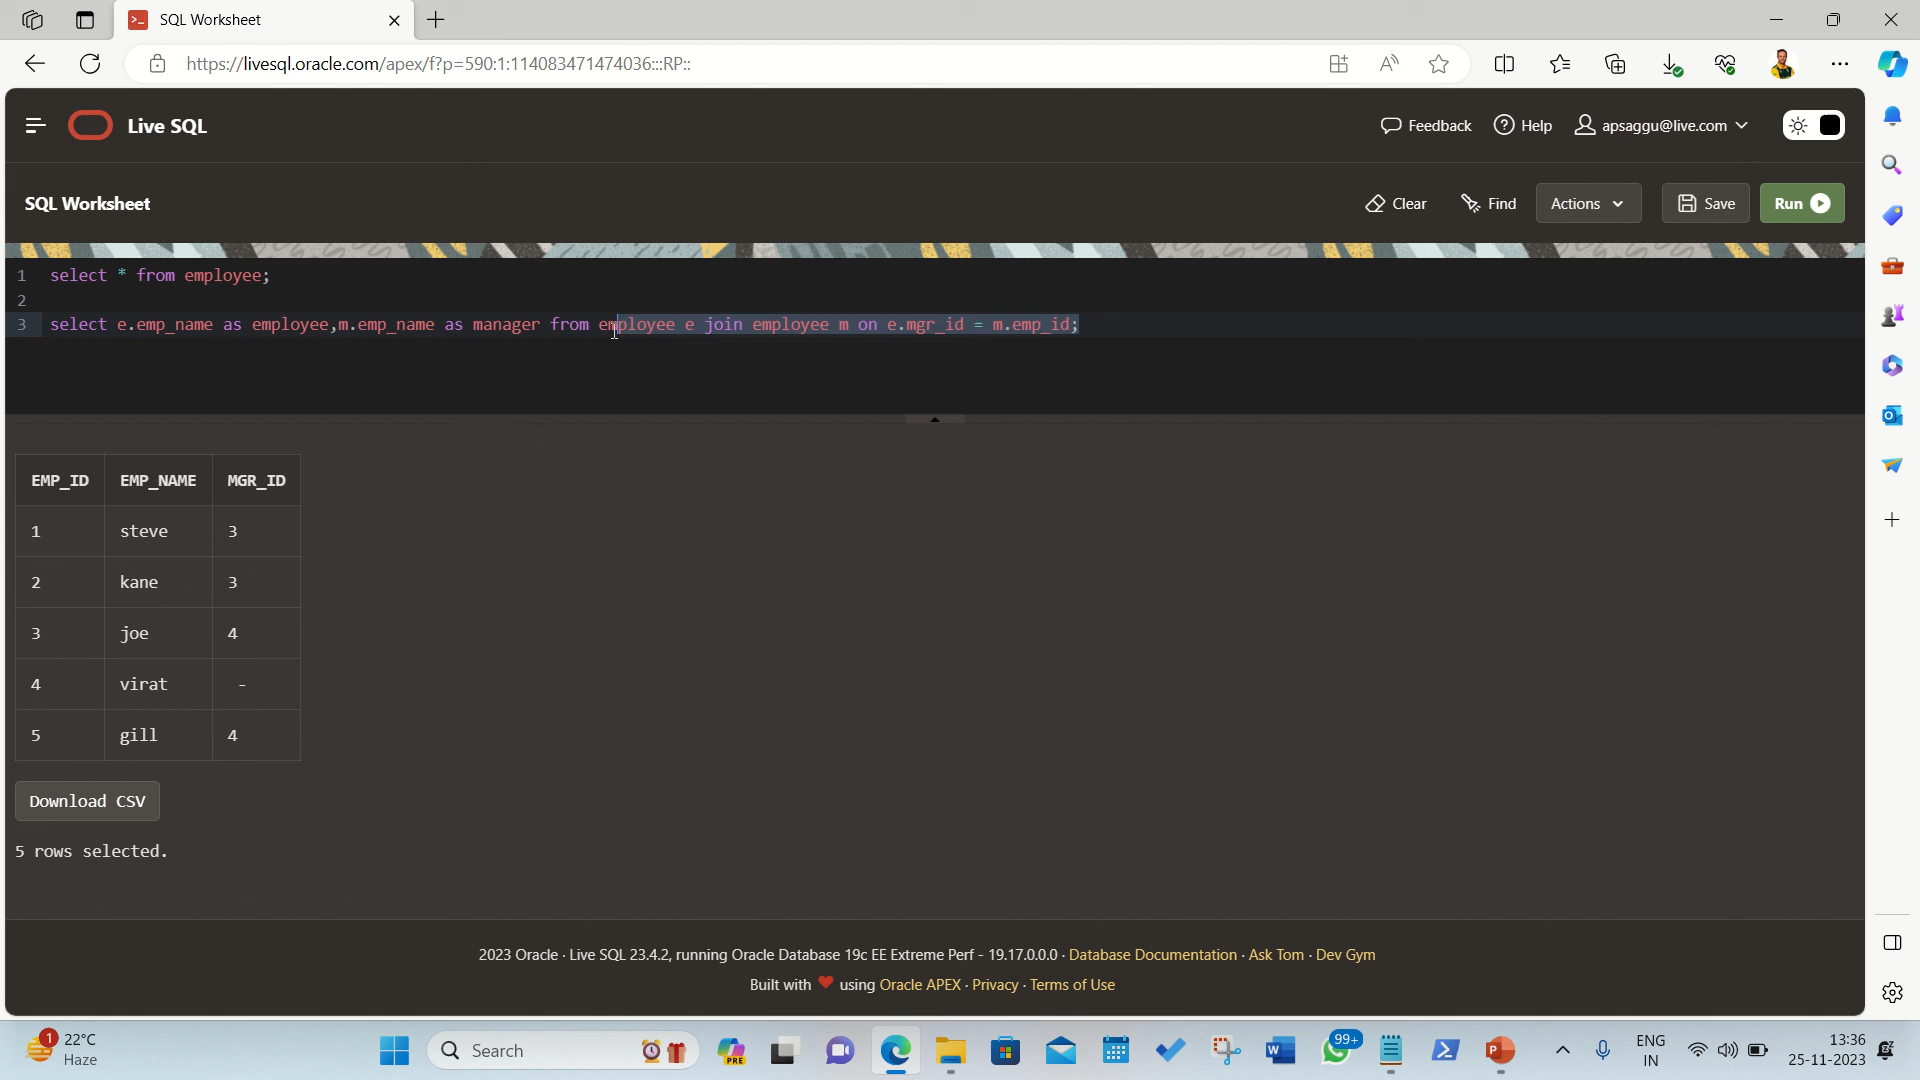 SQL Worksheet
https://livesql.oracle.com/apex/f?p=590:1:114083471474036:::RP::
Live SQL
Feedback
Help
apsaggu@live.com
SQL Worksheet
Clear
Find
Actions
Save
Run
1 select * from employee;
2
3 select e.emp_name as employee,m.emp_name as manager from employee e join employee m on e.mgr_id = m.emp_id;
EMP_ID EMP_NAME MGR_ID
1 steve 3
2 kane 3
3 joe 4
4 virat -
5 gill 4
Download CSV
5 rows selected.
2023 Oracle · Live SQL 23.4.2, running Oracle Database 19c EE Extreme Perf - 19.17.0.0.0 · Database Documentation · Ask Tom · Dev Gym
Built with ❤ using Oracle APEX · Privacy · Terms of Use
1
22°C
Haze
Search
PRE
99+
ENG
IN
13:36
25-11-2023